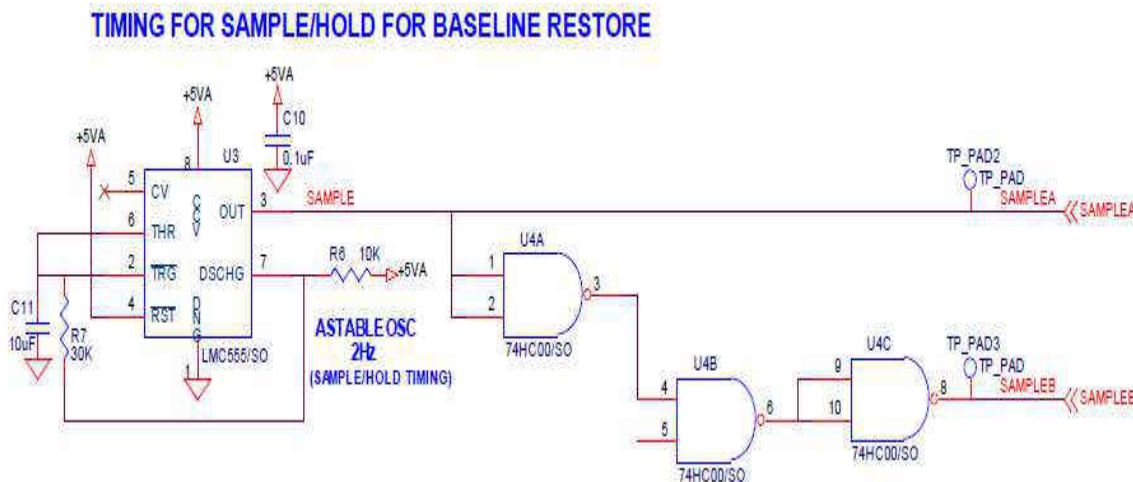 TIMING FOR SAMPLE/HOLD FOR BASELINE RESTORE
+5VA
+5VA
C10
+5VA
U3
0.1uF
8
TP_PAD2
5
CV
VCC
3
SAMPLE
TP_PAD
OUT
SAMPLEA
SAMPLEA
6
THR
U4A
R6 10K
2
TRG
DSCHG
7
+5VA
1
3
C11
4
RST
GND
2
10uF
R7
30K
ASTABLE OSC
2Hz
(SAMPLE/HOLD TIMING)
LMC555/SO
74HC00/SO
1
U4B
U4C
TP_PAD3
TP_PAD
9
SAMPLEB
SAMPLEB
4
6
8
10
5
74HC00/SO
74HC00/SO